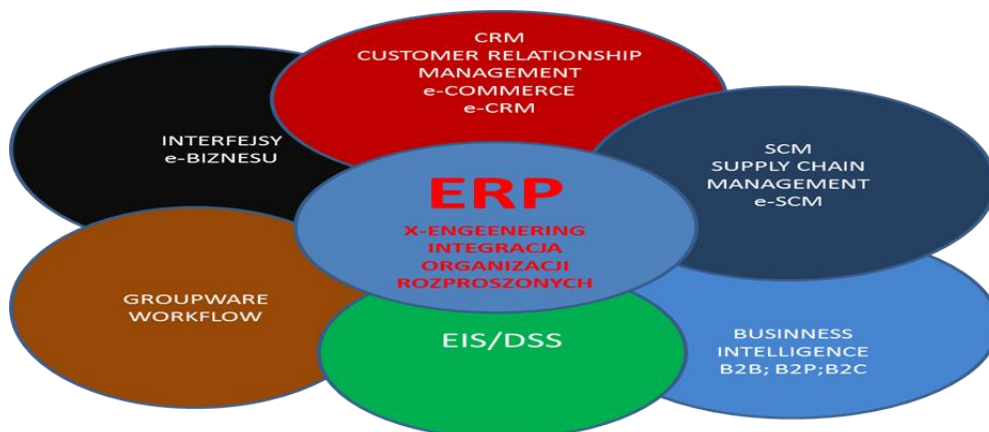 CRM
CUSTOMER RELATIONSHIP
MANAGEMENT
e-COMMERCE
e-CRM
INTERFEJSY
e-BIZNESU
SCM
SUPPLY CHAIN
MANAGEMENT
e-SCM
ERP
X-ENGEENERING
INTEGRACJA
ORGANIZACJI
ROZPROSZONYCH
GROUPWARE
WORKFLOW
EIS/DSS
BUSINNESS
INTELLIGENCE
B2B; B2P;B2C